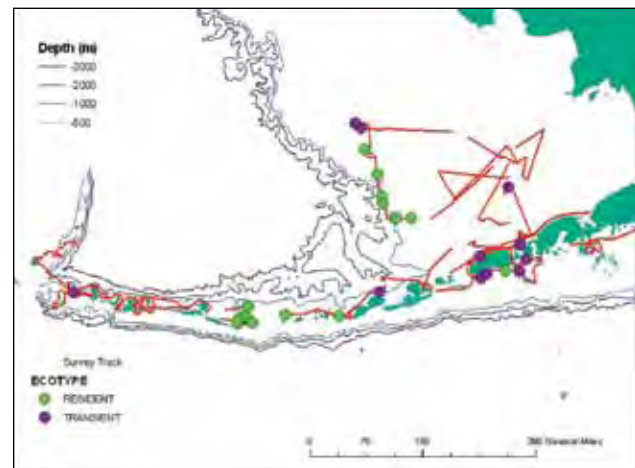 Depth (m)
-3000
-2000
-1000
-500
Survey Track
ECOTYPE
RESIDENT
TRANSIENT
0 75 150 300 Nautical Miles